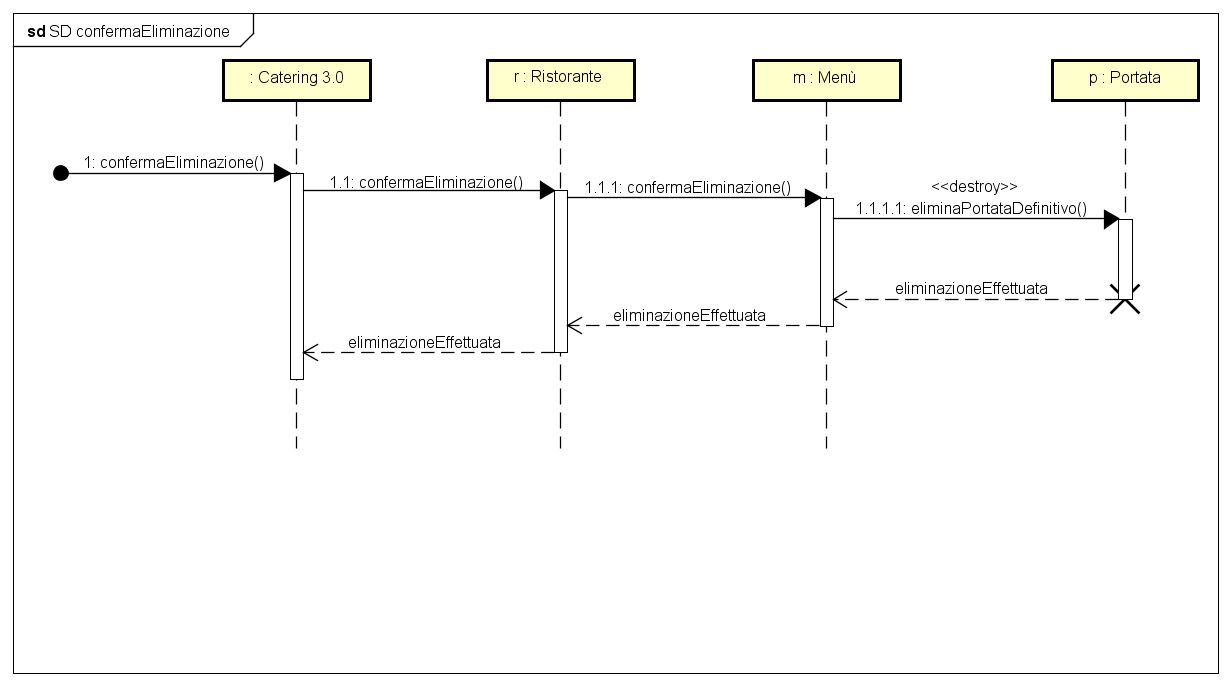 sd SD confermaEliminazione
: Catering 3.0
r : Ristorante
m : Menù
p : Portata
1: confermaEliminazione()
1.1: confermaEliminazione()
1.1.1: confermaEliminazione()
<<destroy>>
1.1.1.1: eliminaPortataDefinitivo()
eliminazioneEffettuata
eliminazioneEffettuata
eliminazioneEffettuata